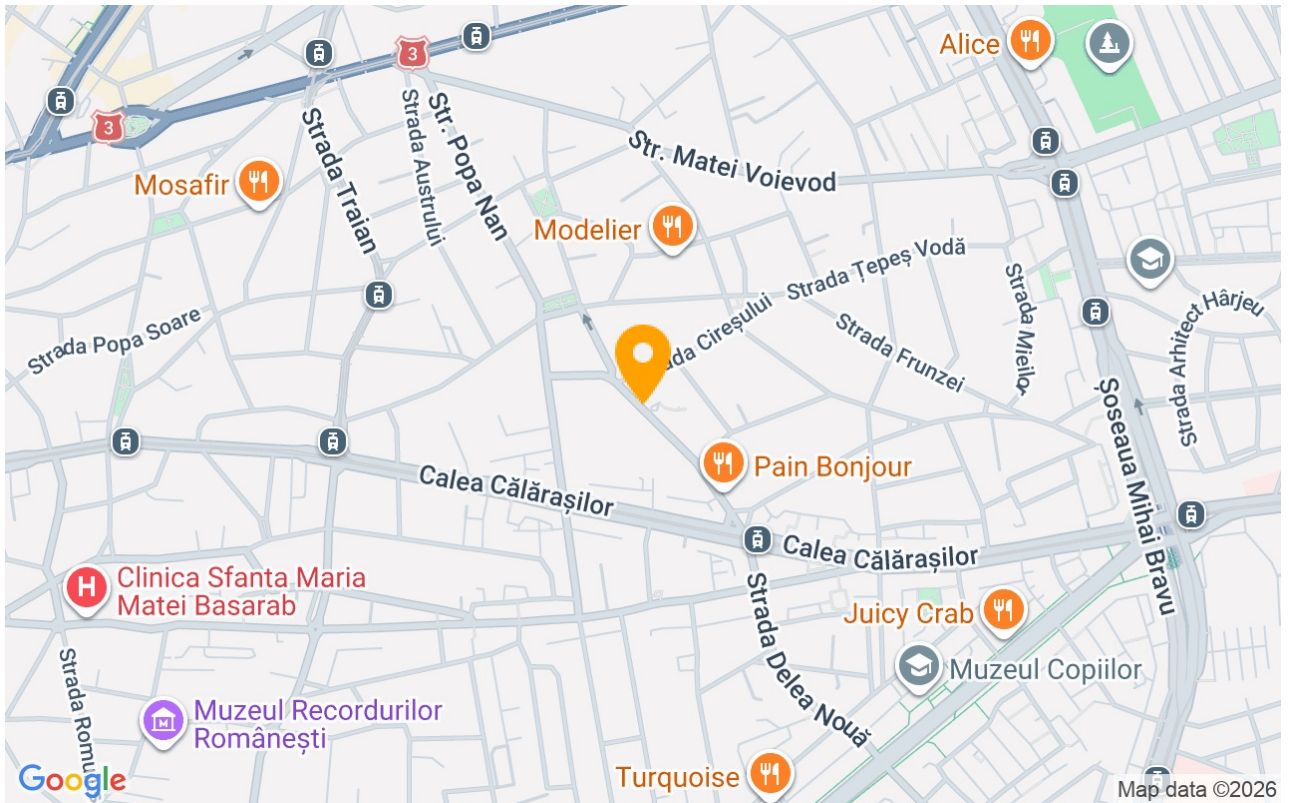 Alice
3
3
Strada Traian
Strada Austrului
Str. Popa Nan
Str. Matei Voievod
Mosafir
Modelier
Strada Țepeș Vodă
Strada Mieilor
Strada Arhitect Hârjeu
Strada Popa Soare
ada Cireșului
Strada Frunzei
Șoseaua Mihai Bravu
Calea Călărașilor
Pain Bonjour
Calea Călărașilor
H
Clinica Sfanta Maria
Matei Basarab
Juicy Crab
Strada Delea Nouă
Muzeul Copiilor
Strada Romu
M
Muzeul Recordurilor
Românești
Turquoise
Google
Map data ©2026